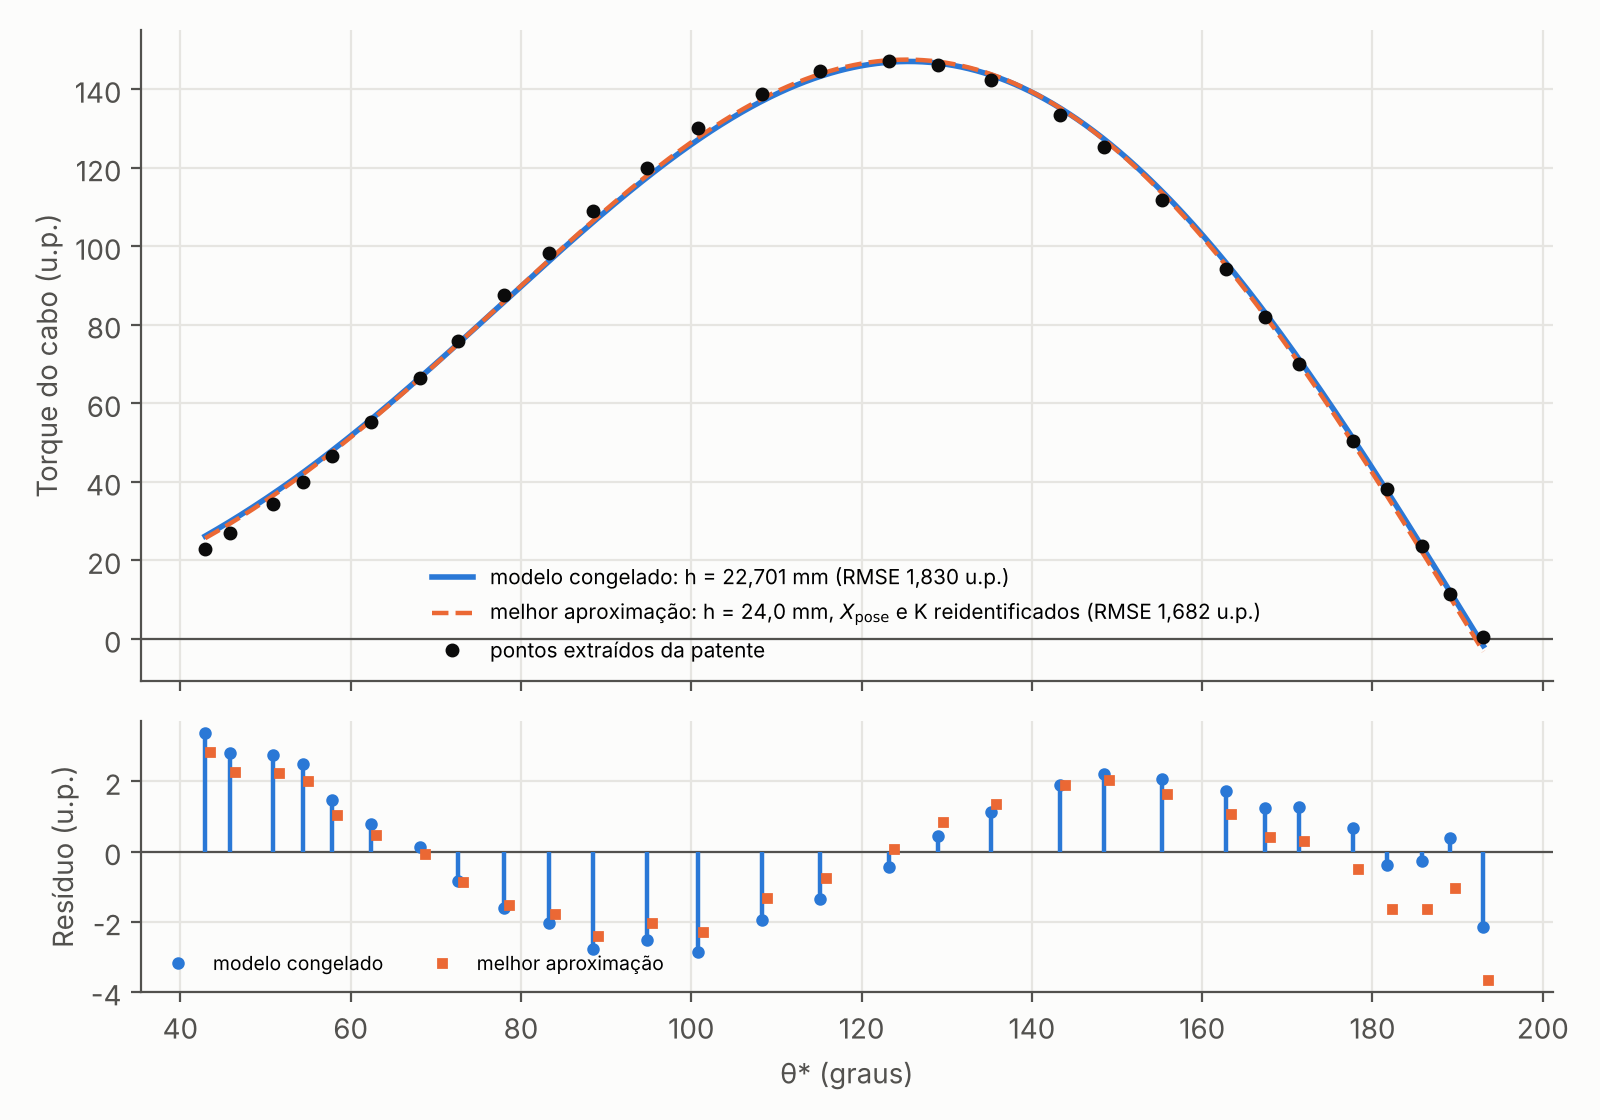 Torque do cabo (u.p.)
140
120
100
80
60
40
20
0
modelo congelado: h = 22,701 mm (RMSE 1,830 u.p.)
melhor aproximação: h = 24,0 mm, Xpose e K reidentificados (RMSE 1,682 u.p.)
pontos extraídos da patente
Resíduo (u.p.)
2
0
-2
-4
modelo congelado melhor aproximação
40 60 80 100 120 140 160 180 200
θ* (graus)